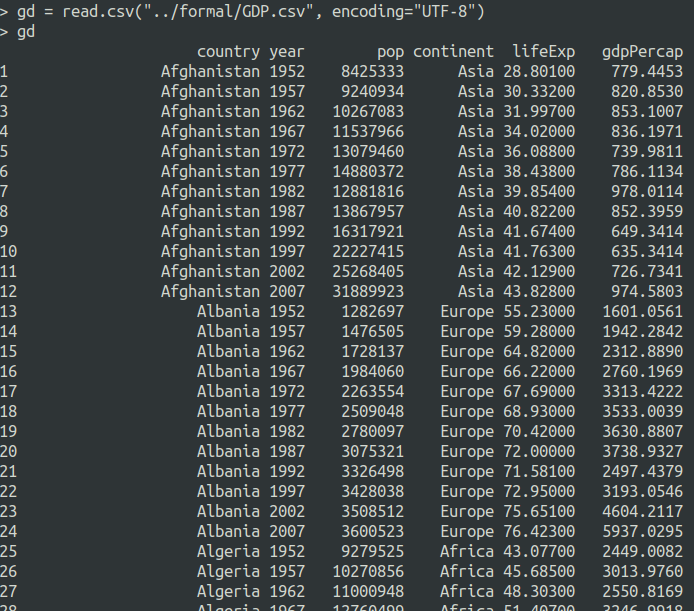 > gd = read.csv("../formal/GDP.csv", encoding="UTF-8")
> gd
country year pop continent lifeExp gdpPercap
1 Afghanistan 1952 8425333 Asia 28.80100 779.4453
2 Afghanistan 1957 9240934 Asia 30.33200 820.8530
3 Afghanistan 1962 10267083 Asia 31.99700 853.1007
4 Afghanistan 1967 11537966 Asia 34.02000 836.1971
5 Afghanistan 1972 13079460 Asia 36.08800 739.9811
6 Afghanistan 1977 14880372 Asia 38.43800 786.1134
7 Afghanistan 1982 12881816 Asia 39.85400 978.0114
8 Afghanistan 1987 13867957 Asia 40.82200 852.3959
9 Afghanistan 1992 16317921 Asia 41.67400 649.3414
10 Afghanistan 1997 22227415 Asia 41.76300 635.3414
11 Afghanistan 2002 25268405 Asia 42.12900 726.7341
12 Afghanistan 2007 31889923 Asia 43.82800 974.5803
13 Albania 1952 1282697 Europe 55.23000 1601.0561
14 Albania 1957 1476505 Europe 59.28000 1942.2842
15 Albania 1962 1728137 Europe 64.82000 2312.8890
16 Albania 1967 1984060 Europe 66.22000 2760.1969
17 Albania 1972 2263554 Europe 67.69000 3313.4222
18 Albania 1977 2509048 Europe 68.93000 3533.0039
19 Albania 1982 2780097 Europe 70.42000 3630.8807
20 Albania 1987 3075321 Europe 72.00000 3738.9327
21 Albania 1992 3326498 Europe 71.58100 2497.4379
22 Albania 1997 3428038 Europe 72.95000 3193.0546
23 Albania 2002 3508512 Europe 75.65100 4604.2117
24 Albania 2007 3600523 Europe 76.42300 5937.0295
25 Algeria 1952 9279525 Africa 43.07700 2449.0082
26 Algeria 1957 10270856 Africa 45.68500 3013.9760
27 Algeria 1962 11000948 Africa 48.30300 2550.8169
28 Algeria 1967 12760499 Africa 51.40700 3246.9918